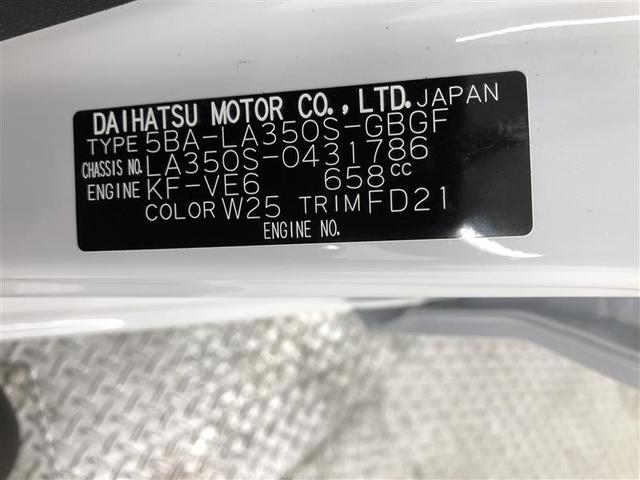 DAIHATSU MOTOR CO.,LTD. JAPAN
TYPE 5BA-LA350S-GBGF
CHASSIS NO. LA350S-0431786
ENGINE KF-VE6 658cc
COLOR W25 TRIM FD21
ENGINE NO.